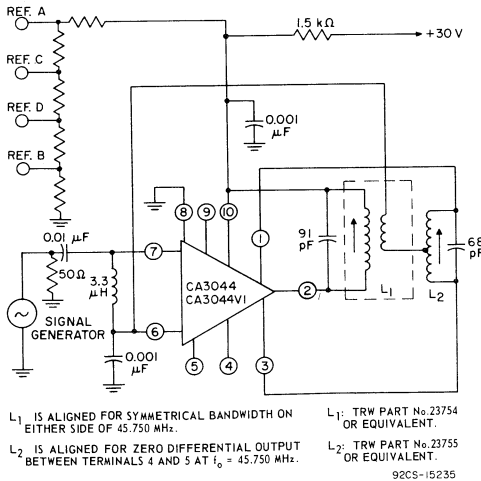 REF. A
1.5 kΩ
+30 V
REF. C
REF. D
0.001
μF
REF. B
8
9
10
1
0.01 μF
7
91
pF
68
pF
50Ω
3.3
μH
CA3044
CA3044V1
2
L1
L2
SIGNAL
GENERATOR
6
0.001
μF
5
4
3
L1 IS ALIGNED FOR SYMMETRICAL BANDWIDTH ON
EITHER SIDE OF 45.750 MHz.
L1: TRW PART No.23754
OR EQUIVALENT.
L2 IS ALIGNED FOR ZERO DIFFERENTIAL OUTPUT
BETWEEN TERMINALS 4 AND 5 AT fo = 45.750 MHz.
L2: TRW PART No.23755
OR EQUIVALENT.
92CS-15235